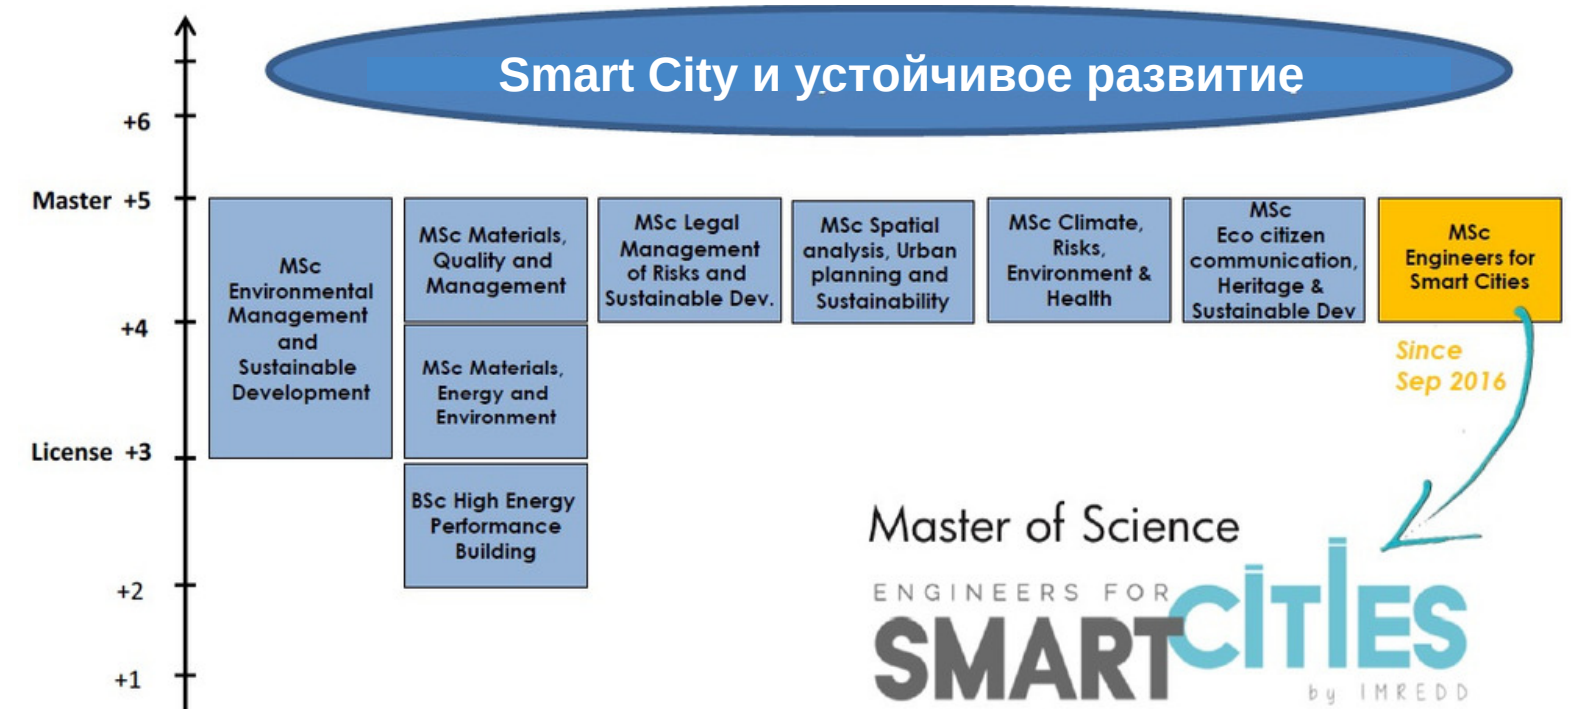 Smart City и устойчивое развитие
+6
Master +5
+4
License +3
+2
+1
MSc
Environmental
Management
and
Sustainable
Development
MSc Materials,
Quality and
Management
MSc Materials,
Energy and
Environment
BSc High Energy
Performance
Building
MSc Legal
Management
of Risks and
Sustainable Dev.
MSc Spatial
analysis, Urban
planning and
Sustainability
MSc Climate,
Risks,
Environment &
Health
MSc
Eco citizen
communication,
Heritage &
Sustainable Dev
MSc
Engineers for
Smart Cities
Since
Sep 2016
Master of Science
ENGINEERS FOR
SMART CITIES
by IMREDD